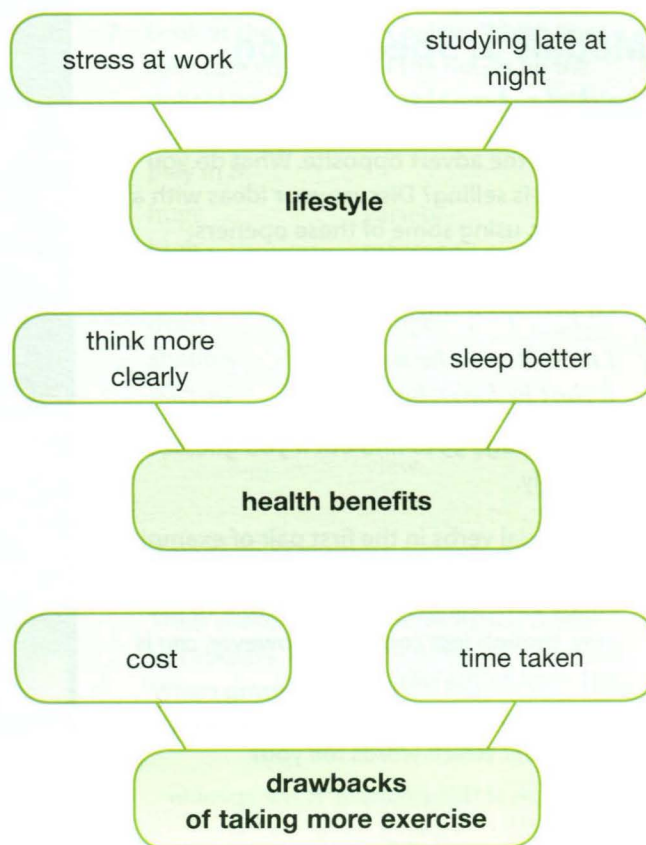 stress at work
studying late at
night
lifestyle
think more
clearly
sleep better
health benefits
cost
time taken
drawbacks
of taking more exercise